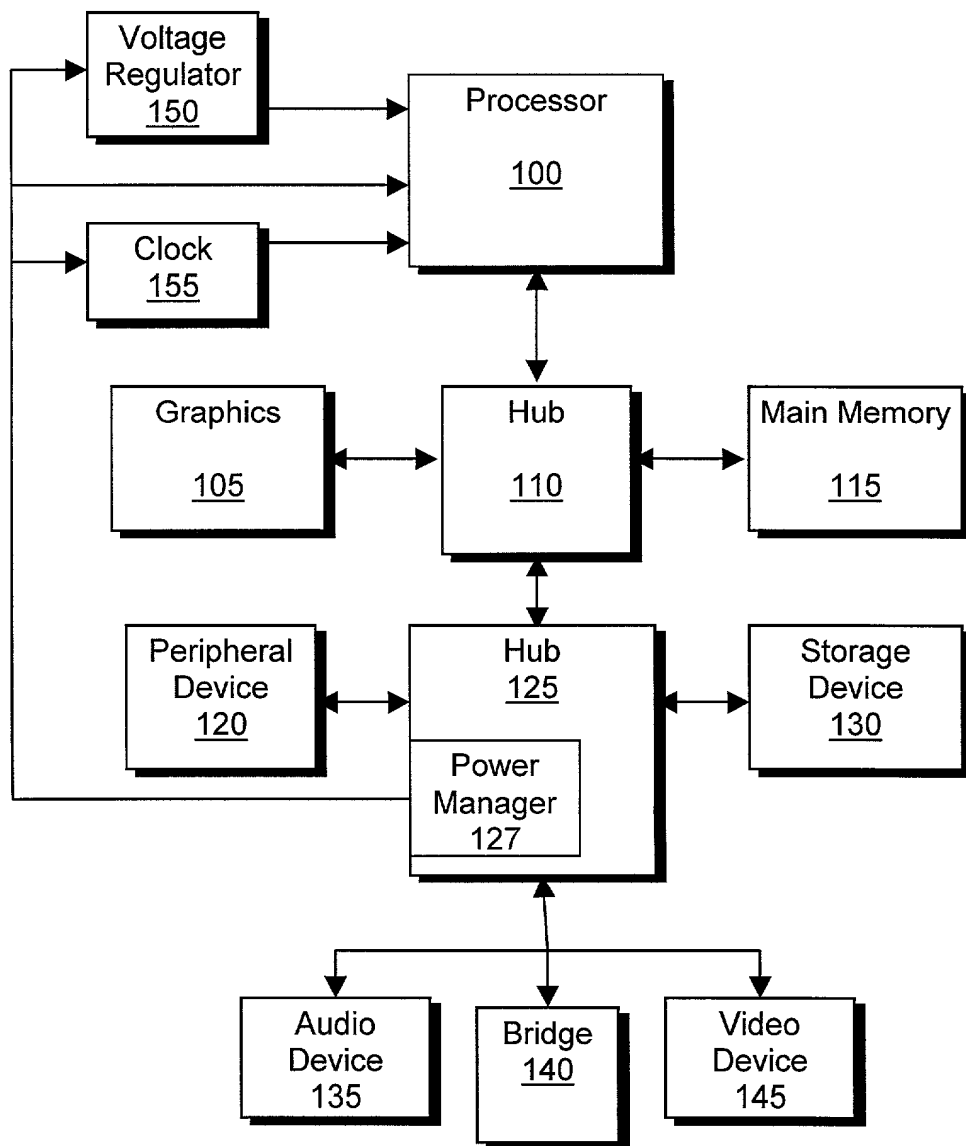 Voltage
Regulator
150
Processor
100
Clock
155
Graphics
105
Hub
110
Main Memory
115
Peripheral
Device
120
Hub
125
Storage
Device
130
Power
Manager
127
Audio
Device
135
Bridge
140
Video
Device
145